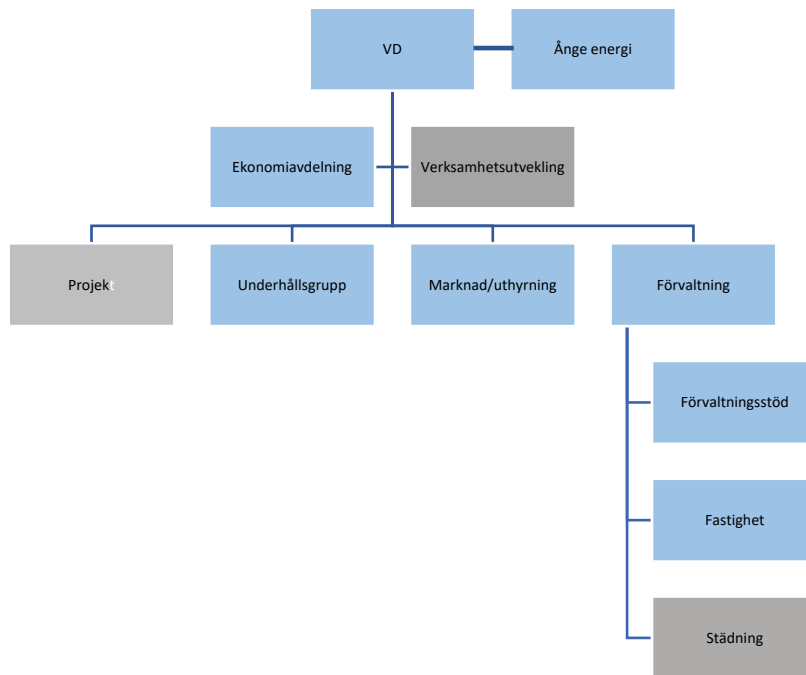 VD
Ånge energi
Ekonomiavdelning
Verksamhetsutvekling
Projekt
Underhållsgrupp
Marknad/uthyrning
Förvaltning
Förvaltningsstöd
Fastighet
Städning